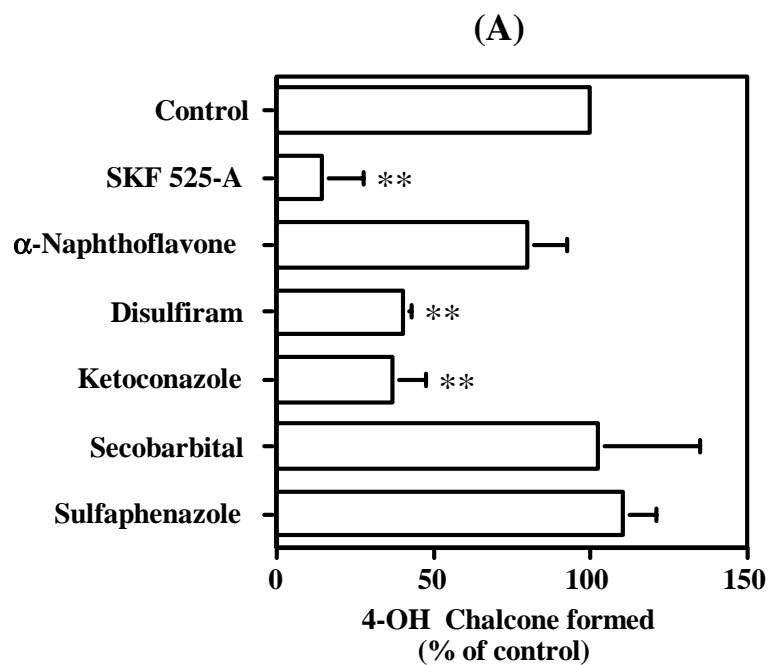 (A)
Control
SKF 525-A
**
α-Naphthoflavone
Disulfiram
**
Ketoconazole
**
Secobarbital
Sulfaphenazole
0 50 100 150
4-OH Chalcone formed
(% of control)